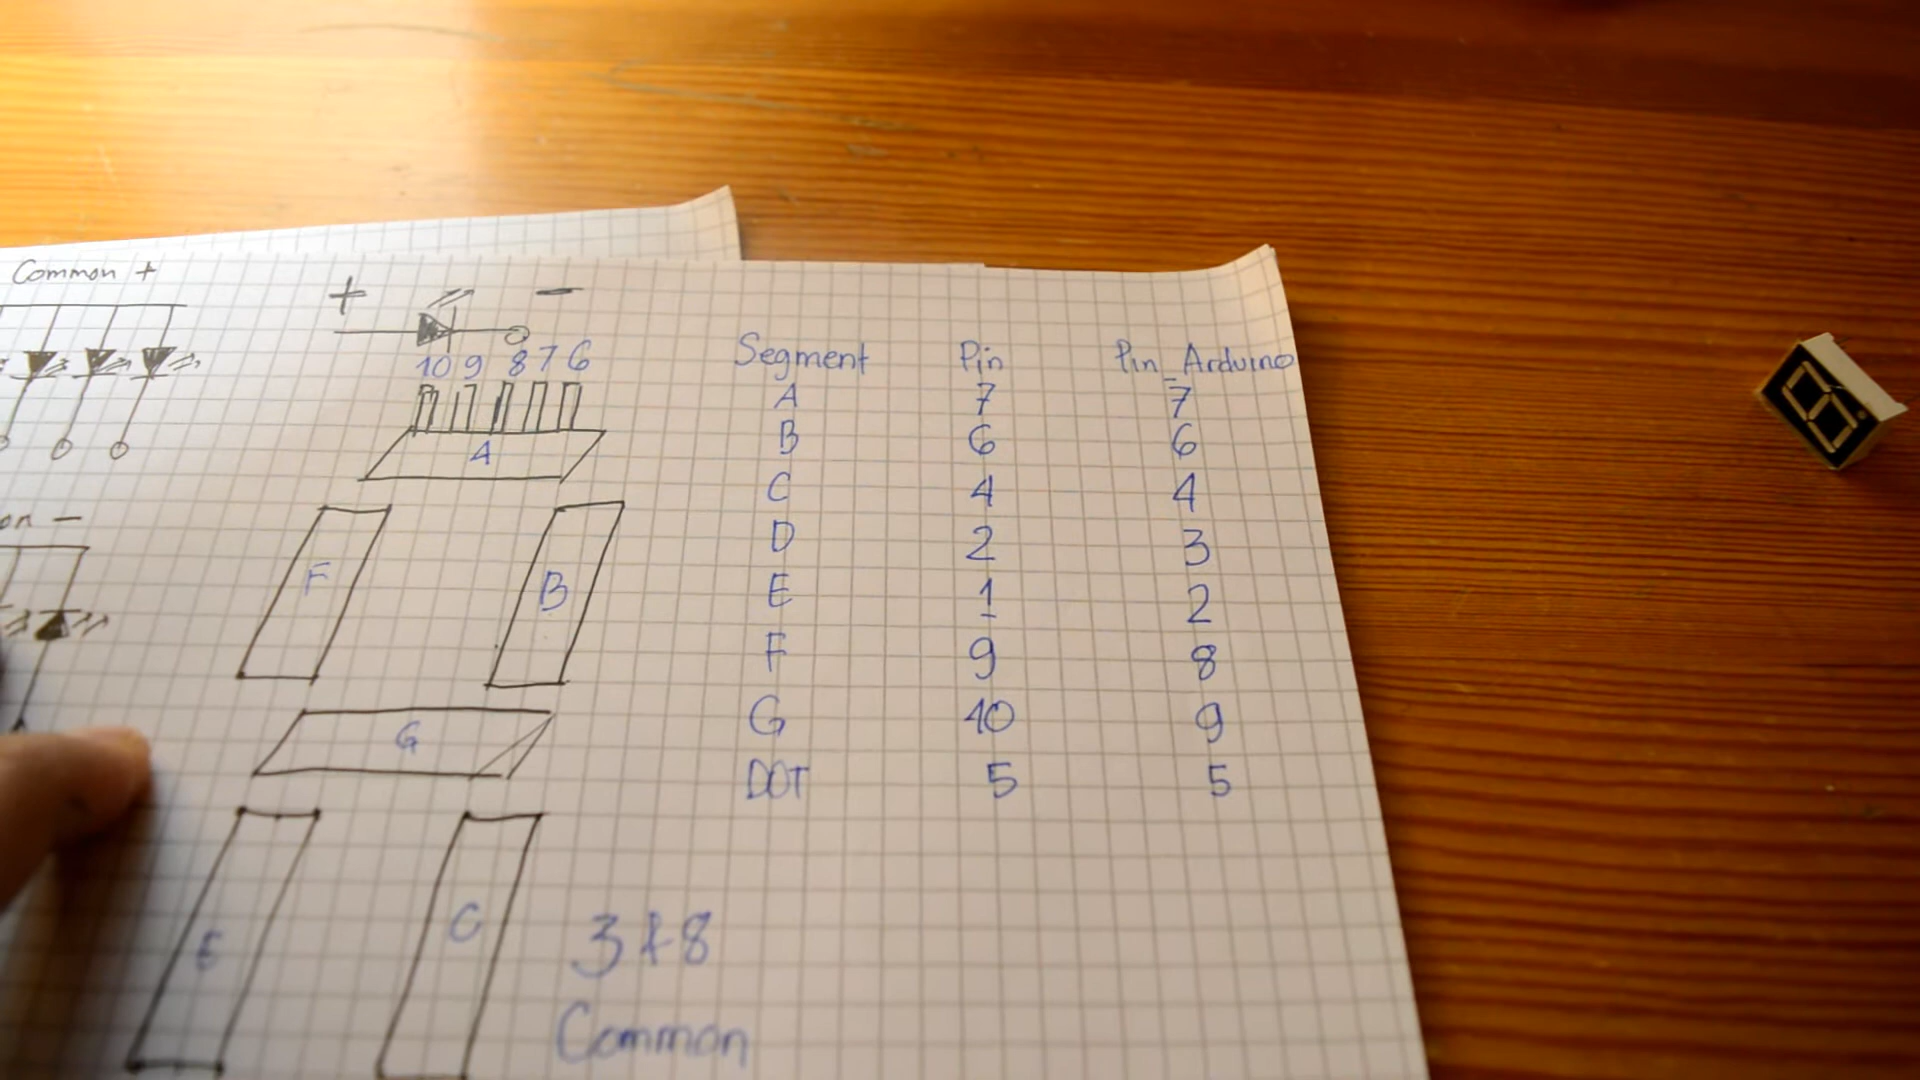 Common +
+ -
10 9 8 7 6
A
F B
G
E C
on -
Segment Pin Pin_Arduino
A 7 7
B 6 6
C 4 4
D 2 3
E 1 2
F 9 8
G 10 9
DOT 5 5
3 & 8
Common